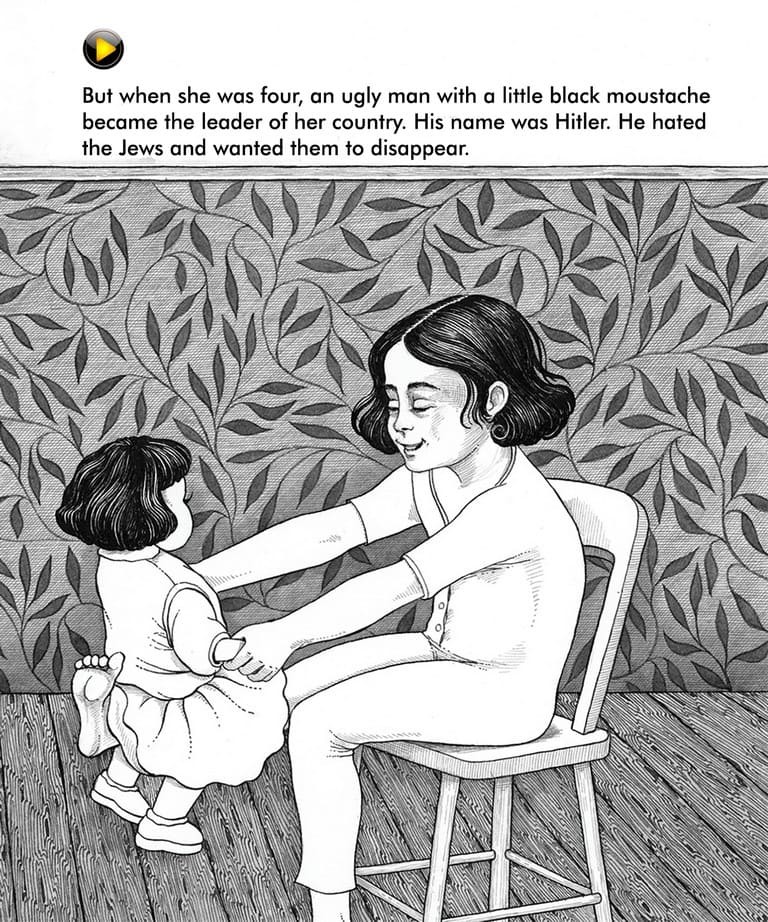 But when she was four, an ugly man with a little black moustache
became the leader of her country. His name was Hitler. He hated
the Jews and wanted them to disappear.